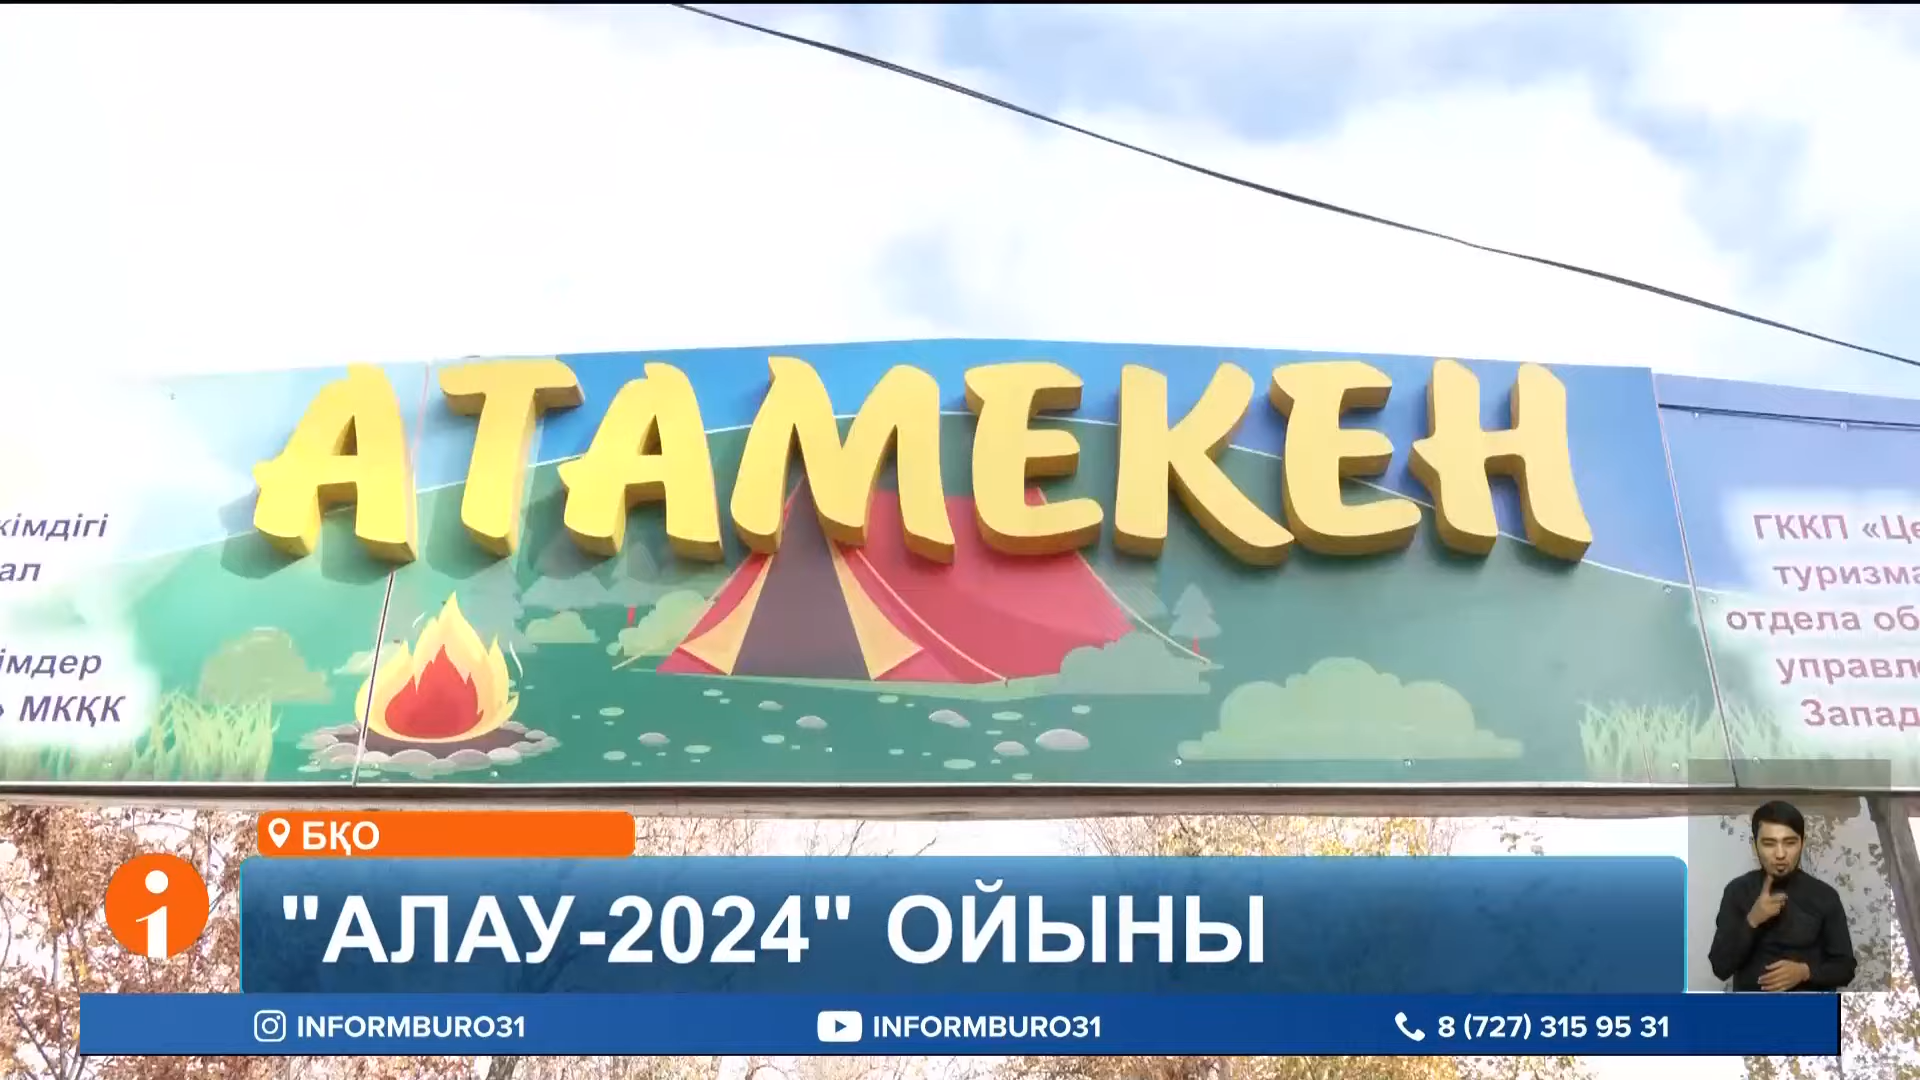 АТАМЕКЕН
кімдігі
ал
імдер
» МКҚК
ГККП «Це
туризма
отдела об
управле
Запад
БҚО
"АЛАУ-2024" ОЙЫНЫ
INFORMBURO31
INFORMBURO31
8 (727) 315 95 31